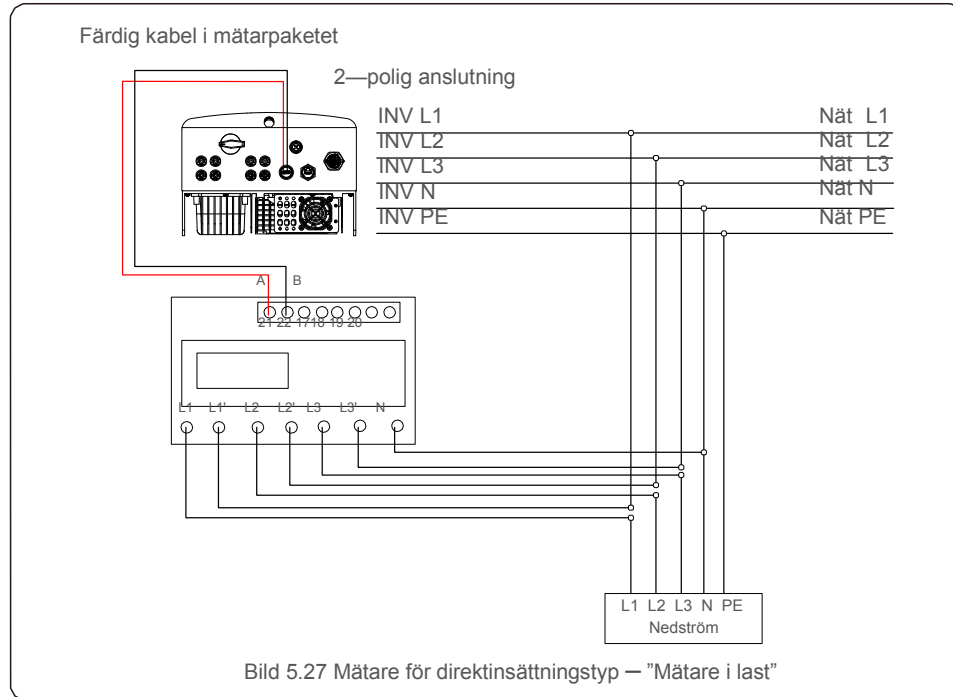 Färdig kabel i mätarpaketet
2—polig anslutning
INV L1 Nät L1
INV L2 Nät L2
INV L3 Nät L3
INV N Nät N
INV PE Nät PE
A B
21 22 17 18 19 20
L1 L1' L2 L2' L3 L3' N
L1 L2 L3 N PE
Nedström
Bild 5.27 Mätare för direktinsättningstyp — ”Mätare i last”